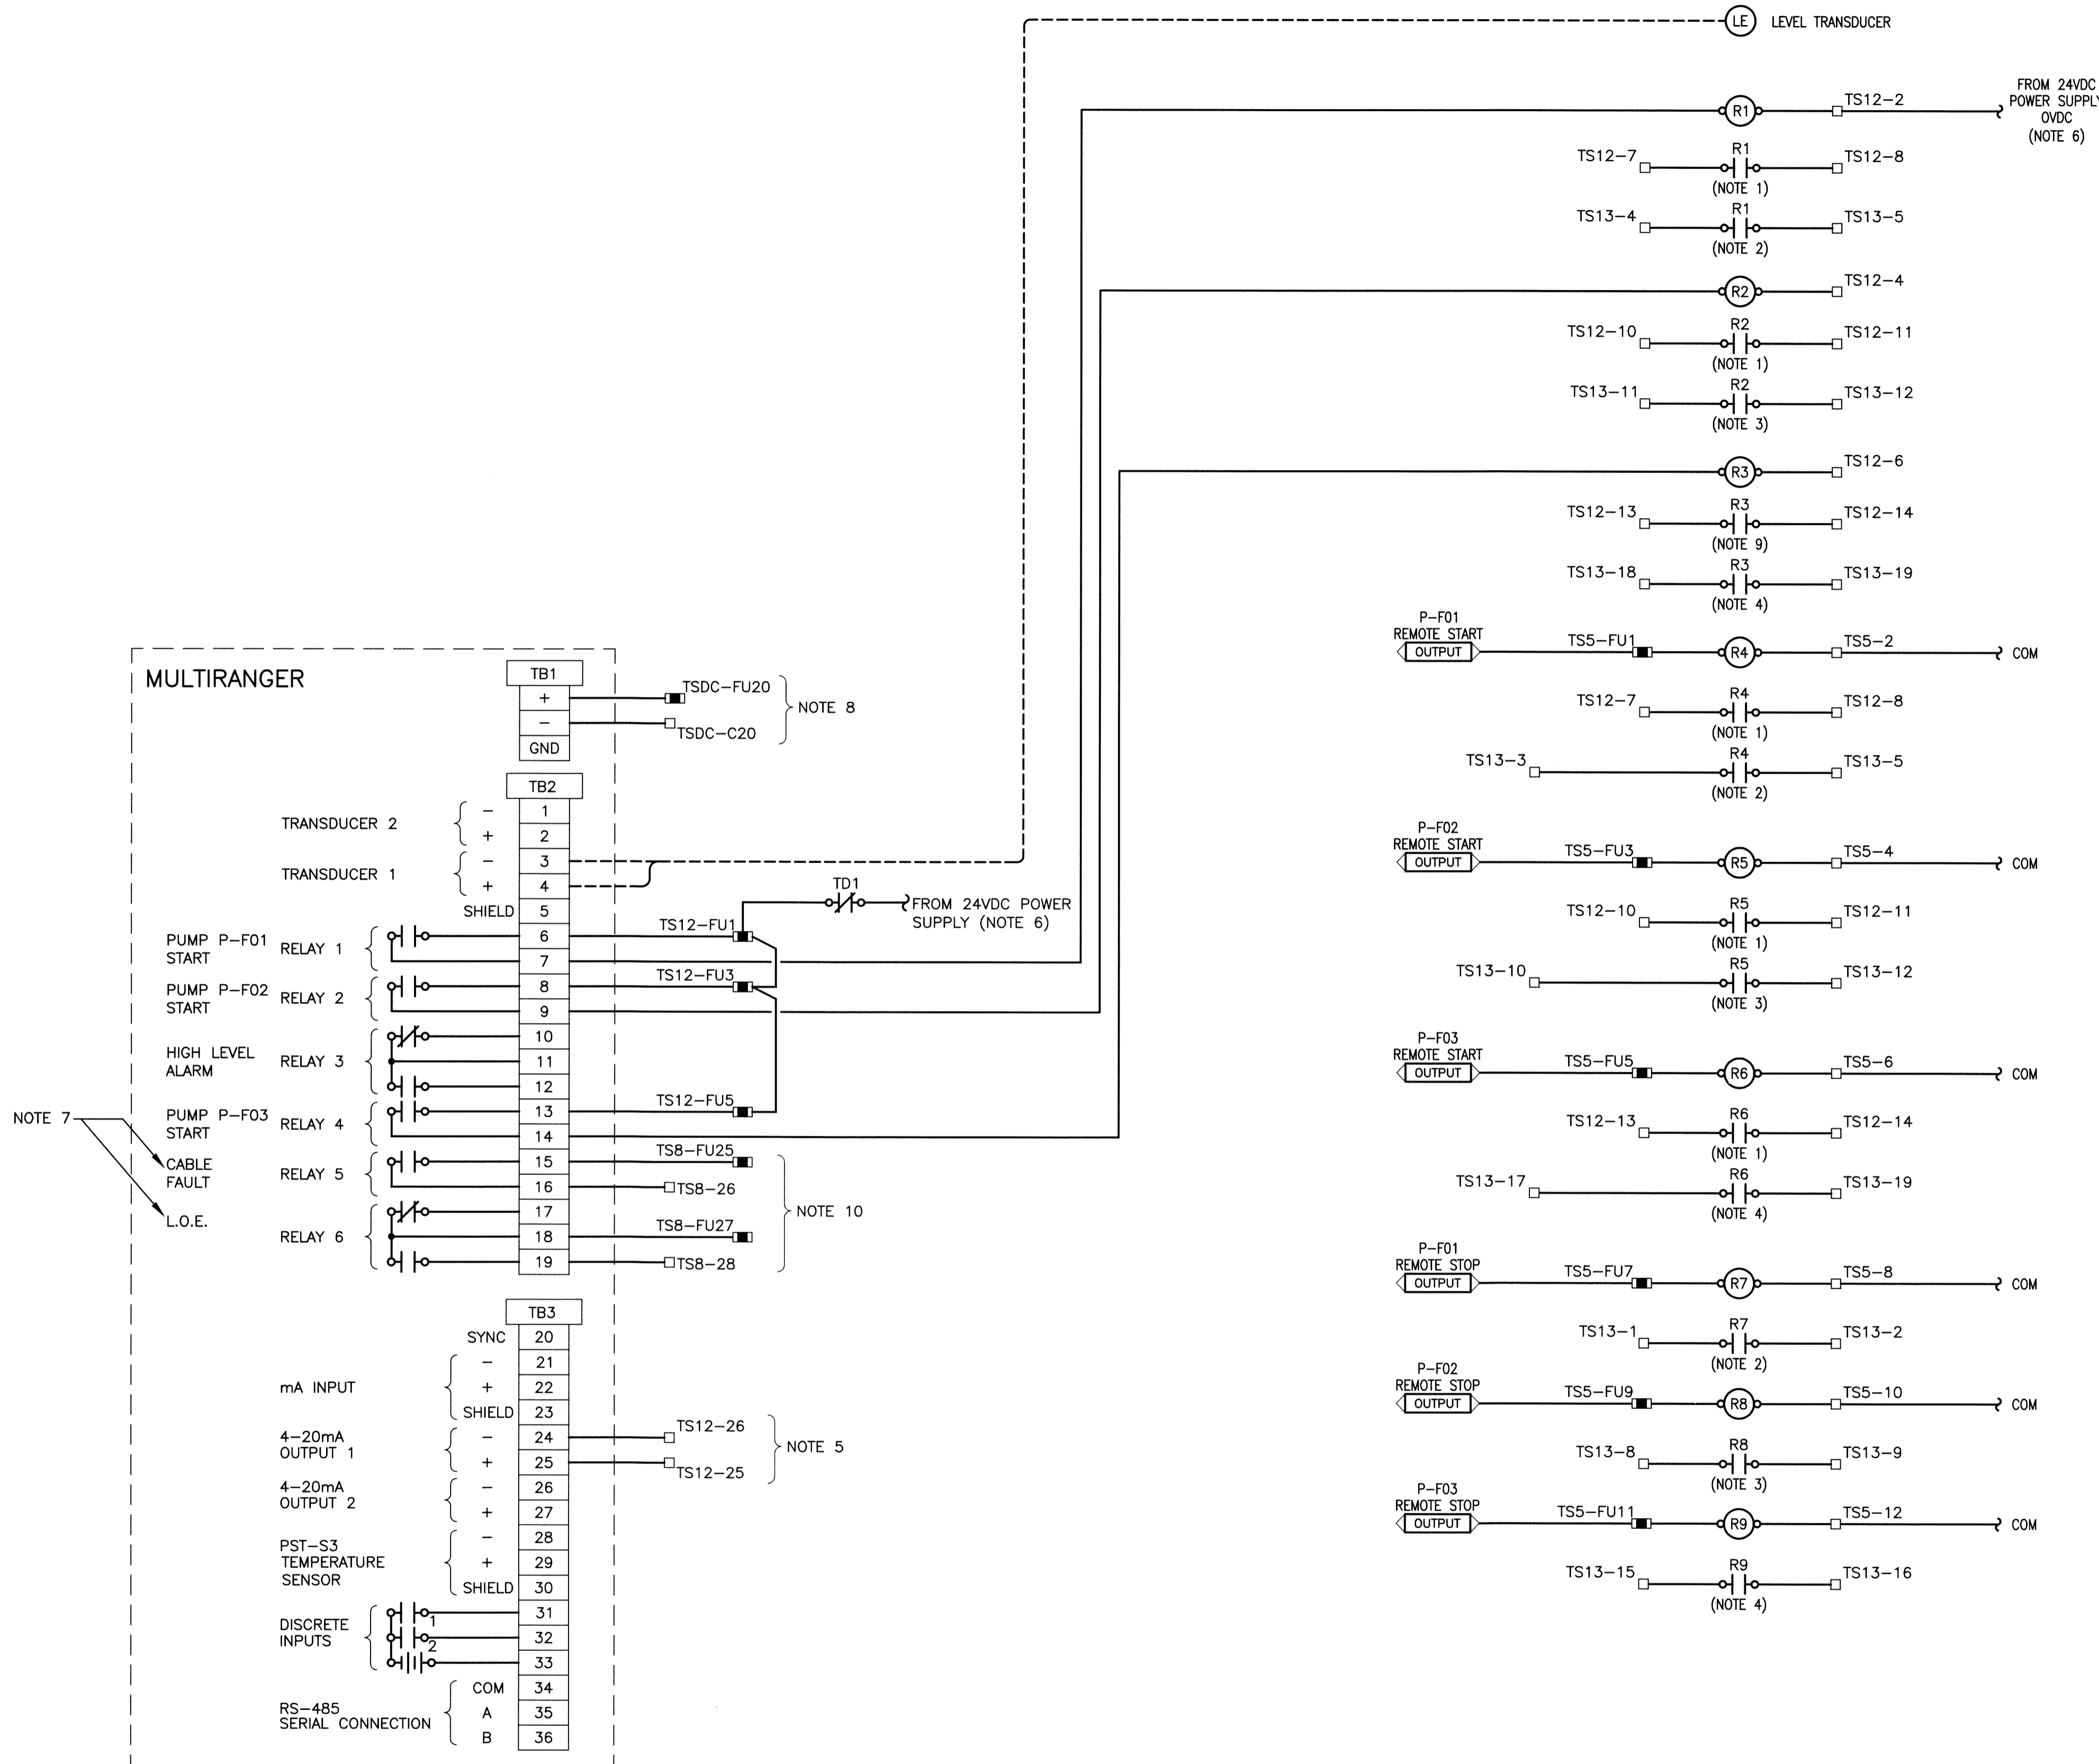 LE LEVEL TRANSDUCER
FROM 24VDC
POWER SUPPLY
0VDC
(NOTE 6)
R1 TS12-2
TS12-7 R1 TS12-8
(NOTE 1)
TS13-4 R1 TS13-5
(NOTE 2)
R2 TS12-4
TS12-10 R2 TS12-11
(NOTE 1)
TS13-11 R2 TS13-12
(NOTE 3)
R3 TS12-6
TS12-13 R3 TS12-14
(NOTE 9)
TS13-18 R3 TS13-19
(NOTE 4)
P-F01
REMOTE START
OUTPUT TS5-FU1 R4 TS5-2 COM
TS12-7 R4 TS12-8
(NOTE 1)
TS13-3 R4 TS13-5
(NOTE 2)
P-F02
REMOTE START
OUTPUT TS5-FU3 R5 TS5-4 COM
TS12-10 R5 TS12-11
(NOTE 1)
TS13-10 R5 TS13-12
(NOTE 3)
P-F03
REMOTE START
OUTPUT TS5-FU5 R6 TS5-6 COM
TS12-13 R6 TS12-14
(NOTE 1)
TS13-17 R6 TS13-19
(NOTE 4)
P-F01
REMOTE STOP
OUTPUT TS5-FU7 R7 TS5-8 COM
TS13-1 R7 TS13-2
(NOTE 2)
P-F02
REMOTE STOP
OUTPUT TS5-FU9 R8 TS5-10 COM
TS13-8 R8 TS13-9
(NOTE 3)
P-F03
REMOTE STOP
OUTPUT TS5-FU11 R9 TS5-12 COM
TS13-15 R9 TS13-16
(NOTE 4)
MULTIRANGER
TB1
+ TSDC-FU20
- TSDC-C20
NOTE 8
GND
TB2
TRANSDUCER 2
- 1
+ 2
TRANSDUCER 1
- 3
+ 4
SHIELD 5
TD1
FROM 24VDC POWER
SUPPLY (NOTE 6)
PUMP P-F01
START
RELAY 1
6 TS12-FU1
7
PUMP P-F02
START
RELAY 2
8 TS12-FU3
9
HIGH LEVEL
ALARM
RELAY 3
10
11
12
PUMP P-F03
START
RELAY 4
13 TS12-FU5
14
NOTE 7
CABLE
FAULT
RELAY 5
15 TS8-FU25
16 TS8-26
L.O.E.
RELAY 6
17
18 TS8-FU27
19 TS8-28
NOTE 10
TB3
SYNC 20
mA INPUT
- 21
+ 22
SHIELD 23
4-20mA
OUTPUT 1
- 24 TS12-26
+ 25 TS12-25
NOTE 5
4-20mA
OUTPUT 2
- 26
+ 27
PST-S3
TEMPERATURE
SENSOR
- 28
+ 29
SHIELD 30
DISCRETE
INPUTS
1 31
2 32
33
RS-485
SERIAL CONNECTION
COM 34
A 35
B 36